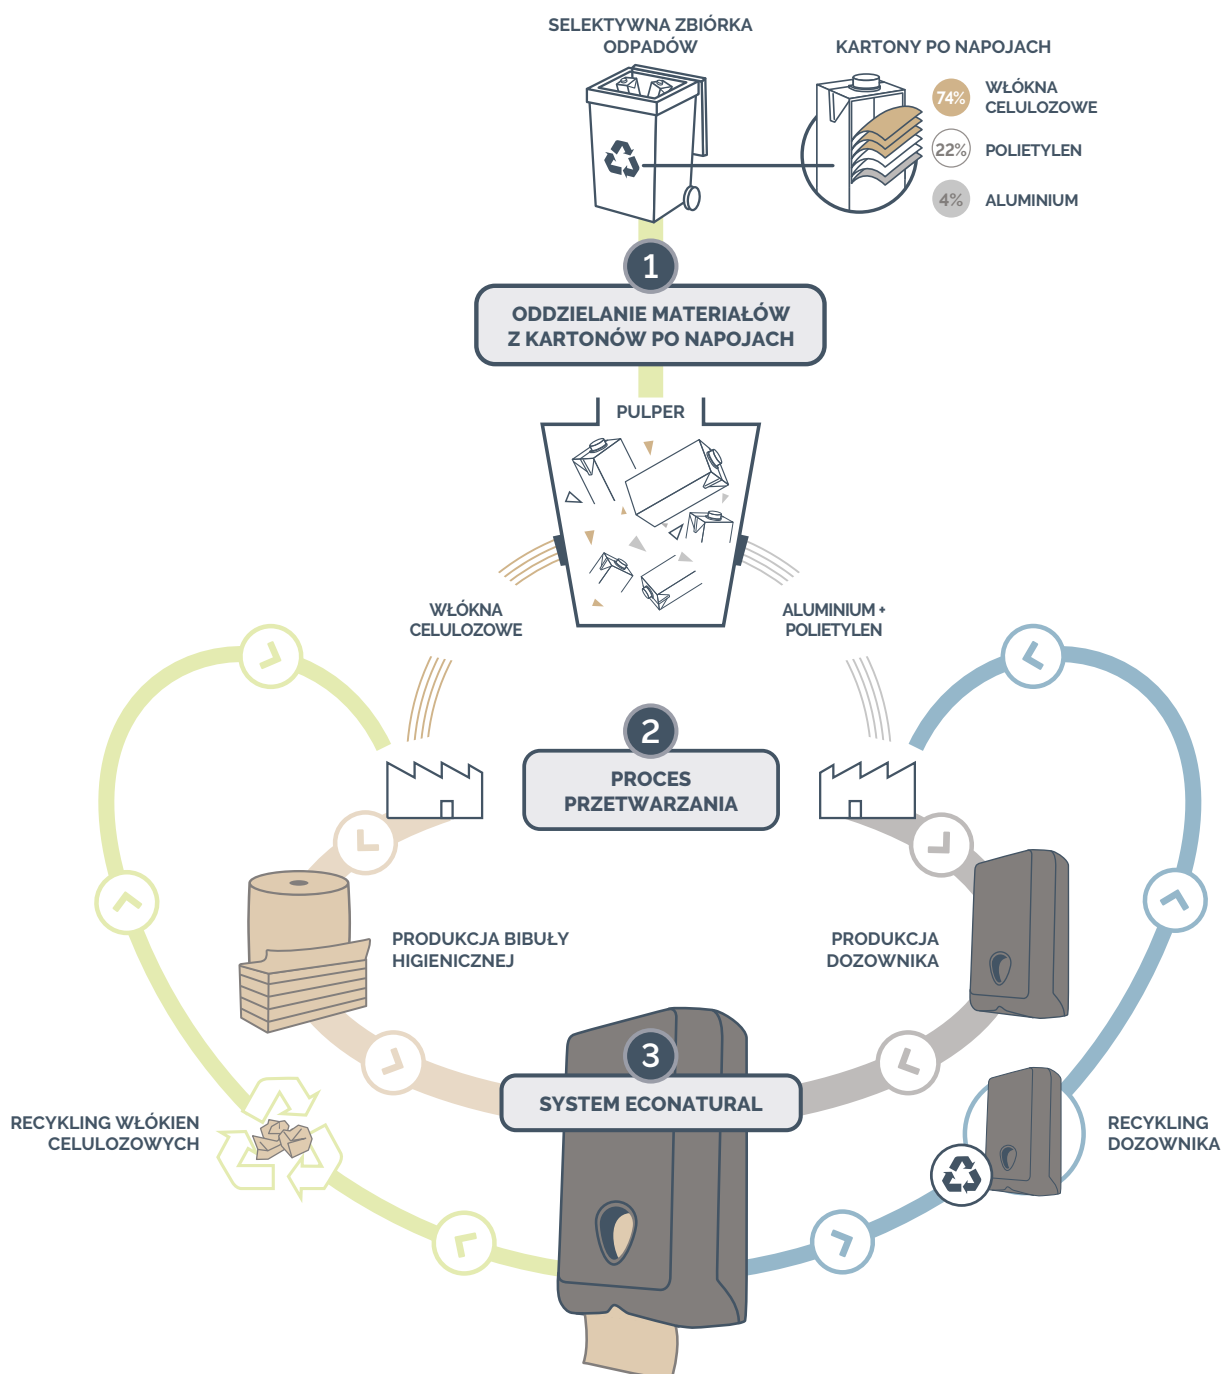 SELEKTYWNA ZBIÓRKA
ODPADÓW
KARTONY PO NAPOJACH
74%
WŁÓKNA
CELULOZOWE
22%
POLIETYLEN
4%
ALUMINIUM
1
ODDZIELANIE MATERIAŁÓW
Z KARTONÓW PO NAPOJACH
PULPER
WŁÓKNA
CELULOZOWE
ALUMINIUM +
POLIETYLEN
2
PROCES
PRZETWARZANIA
PRODUKCJA BIBUŁY
HIGIENICZNEJ
PRODUKCJA
DOZOWNIKA
3
SYSTEM ECONATURAL
RECYKLING WŁÓKIEN
CELULOZOWYCH
RECYKLING
DOZOWNIKA